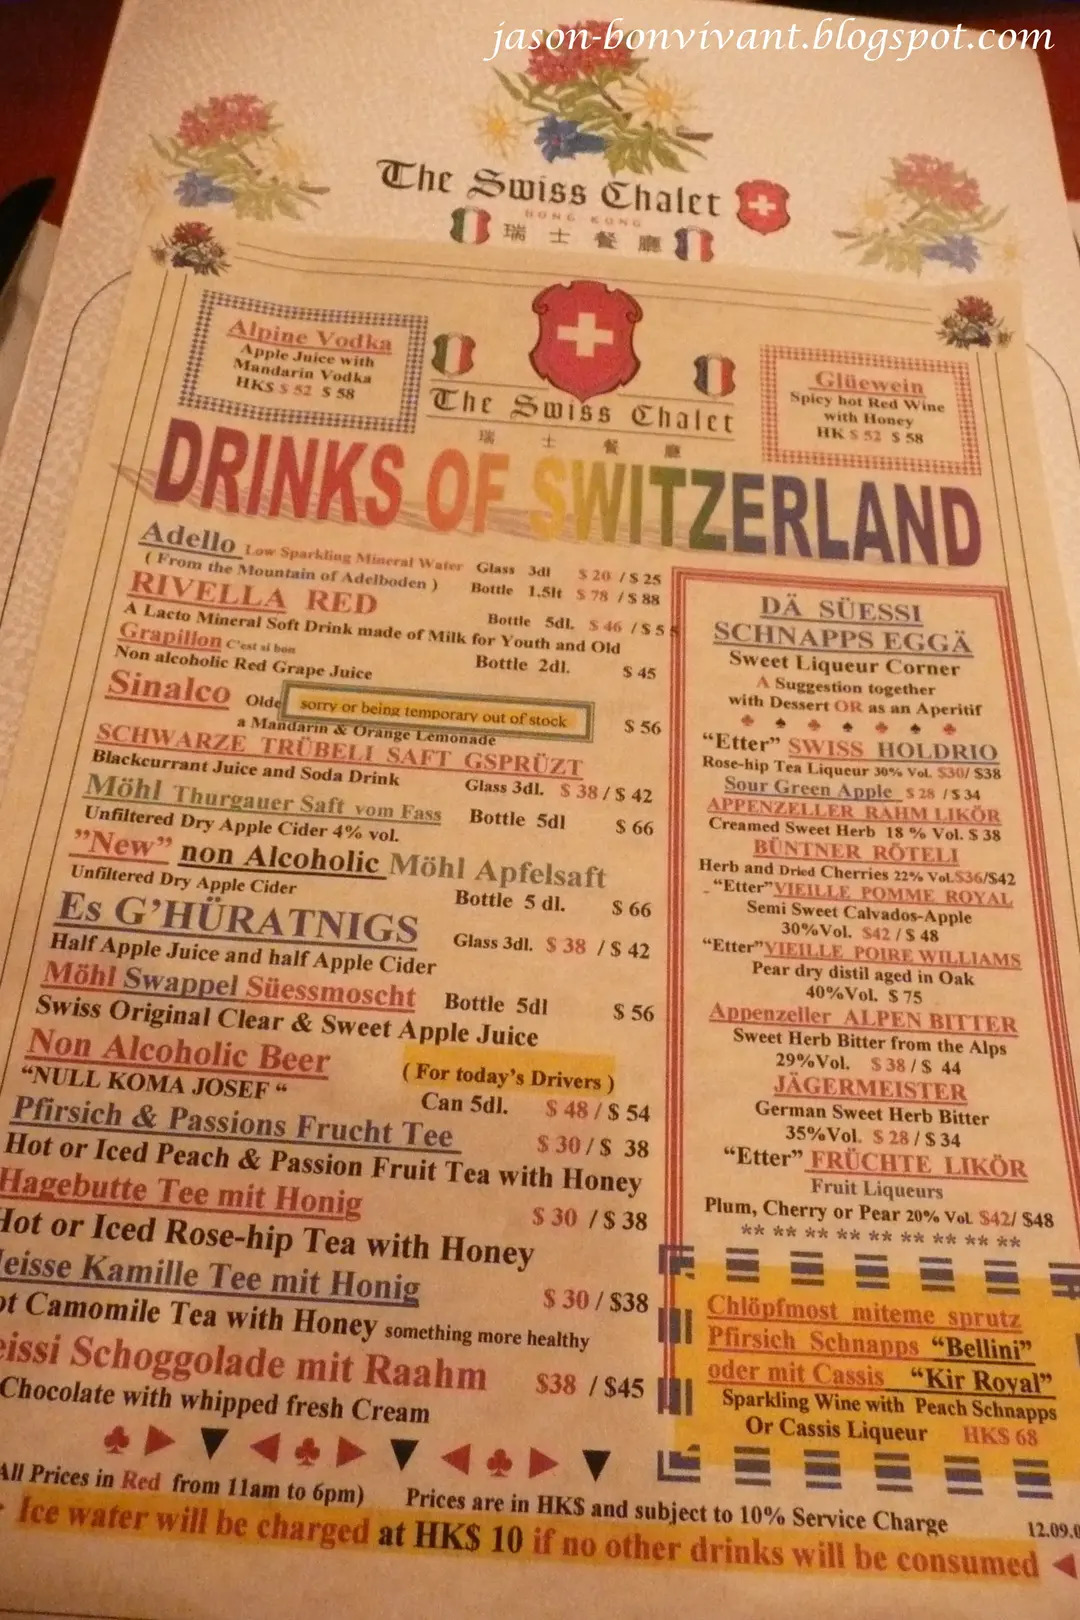 jason-bonvivant.blogspot.com
The Swiss Chalet
HONG KONG
瑞 士 餐 廳
Alpine Vodka
Apple Juice with
Mandarin Vodka
HK$ $ 52 $ 58
The Swiss Chalet
瑞 士 餐 廳
Glüewein
Spicy hot Red Wine
with Honey
HK $ 52 $ 58
DRINKS OF SWITZERLAND
Adello Low Sparkling Mineral Water Glass 3dl $ 20 / $ 25
( From the Mountain of Adelboden ) Bottle 1.5lt $ 78 / $ 88
RIVELLA RED Bottle 5dl. $ 46 / $ 5
A Lacto Mineral Soft Drink made of Milk for Youth and Old
Grapillon C'est si bon Bottle 2dl. $ 45
Non alcoholic Red Grape Juice
Sinalco Olde sorry or being temporary out of stock $ 56
a Mandarin & Orange Lemonade
SCHWARZE TRÜBELI SAFT GSPRÜZT
Blackcurrant Juice and Soda Drink Glass 3dl. $ 38 / $ 42
Möhl Thurgauer Saft vom Fass Bottle 5dl $ 66
Unfiltered Dry Apple Cider 4% vol.
"New" non Alcoholic Möhl Apfelsaft
Unfiltered Dry Apple Cider Bottle 5 dl. $ 66
Es G'HÜRATNIGS Glass 3dl. $ 38 / $ 42
Half Apple Juice and half Apple Cider
Möhl Swappel Süessmoscht Bottle 5dl $ 56
Swiss Original Clear & Sweet Apple Juice
Non Alcoholic Beer ( For today's Drivers )
"NULL KOMA JOSEF " Can 5dl. $ 48 / $ 54
Pfirsich & Passions Frucht Tee $ 30 / $ 38
Hot or Iced Peach & Passion Fruit Tea with Honey
Hagebutte Tee mit Honig $ 30 / $ 38
Hot or Iced Rose-hip Tea with Honey
eisse Kamille Tee mit Honig $ 30 / $38
ot Camomile Tea with Honey something more healthy
eissi Schoggolade mit Raahm $38 / $45
Chocolate with whipped fresh Cream
DÄ SÜESSI
SCHNAPPS EGGÄ
Sweet Liqueur Corner
A Suggestion together
with Dessert OR as an Aperitif
"Etter" SWISS HOLDRIO
Rose-hip Tea Liqueur 30% Vol. $30/ $38
Sour Green Apple $ 28 / $ 34
APPENZELLER RAHM LIKÖR
Creamed Sweet Herb 18 % Vol. $ 38
BÜNTNER RÖTELI
Herb and Dried Cherries 22% Vol. $36/$42
"Etter" VIEILLE POMME ROYAL
Semi Sweet Calvados-Apple
30%Vol. $42 / $ 48
"Etter" VIEILLE POIRE WILLIAMS
Pear dry distil aged in Oak
40%Vol. $ 75
Appenzeller ALPEN BITTER
Sweet Herb Bitter from the Alps
29%Vol. $ 38 / $ 44
JÄGERMEISTER
German Sweet Herb Bitter
35%Vol. $ 28 / $ 34
"Etter" FRÜCHTE LIKÖR
Fruit Liqueurs
Plum, Cherry or Pear 20% Vol. $42/ $48
** ** ** ** ** ** ** ** **
Chlöpfmost miteme sprutz
Pfirsich Schnapps "Bellini"
oder mit Cassis "Kir Royal"
Sparkling Wine with Peach Schnapps
Or Cassis Liqueur HK$ 68
All Prices in Red from 11am to 6pm) Prices are in HK$ and subject to 10% Service Charge 12.09.0
Ice water will be charged at HK$ 10 if no other drinks will be consumed